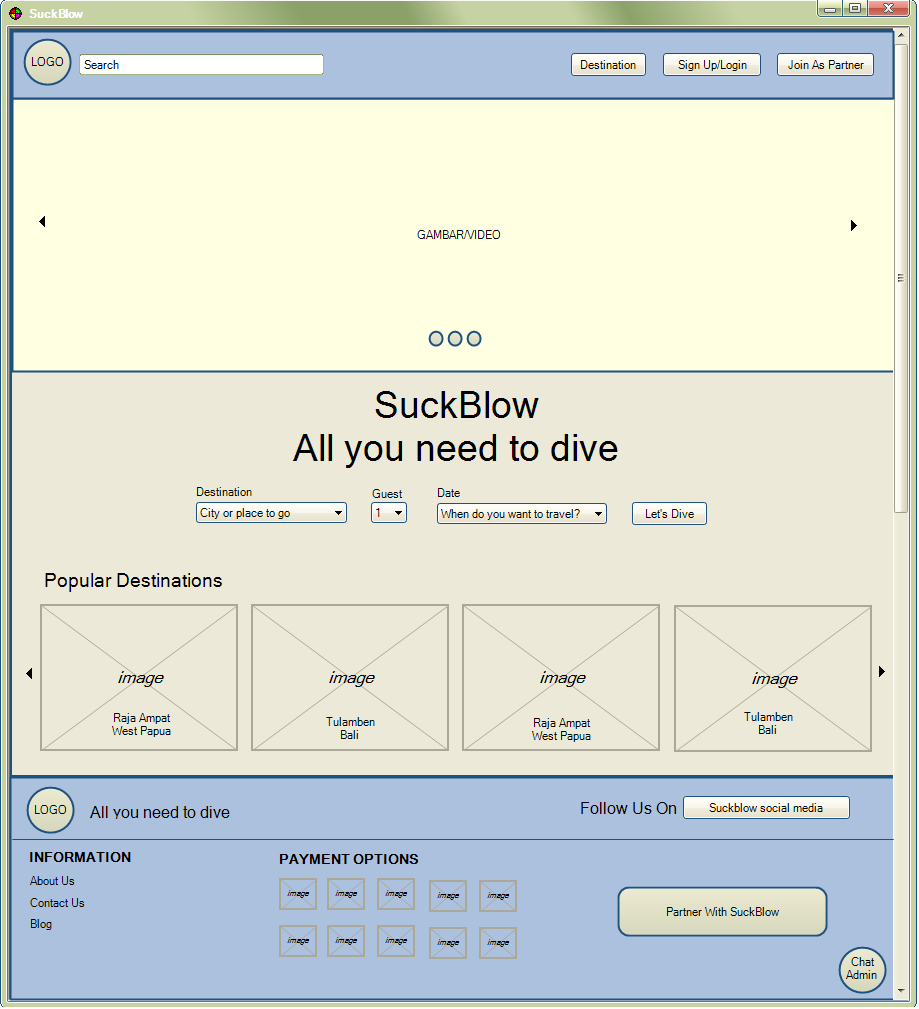 SuckBlow
LOGO
Search
Destination
Sign Up/Login
Join As Partner
GAMBAR/VIDEO
SuckBlow
All you need to dive
Destination
Guest
Date
City or place to go
1
When do you want to travel?
Let's Dive
Popular Destinations
image
Raja Ampat
West Papua
image
Tulamben
Bali
image
Raja Ampat
West Papua
image
Tulamben
Bali
LOGO
All you need to dive
Follow Us On
Suckblow social media
INFORMATION
About Us
Contact Us
Blog
PAYMENT OPTIONS
image
image
image
image
image
image
image
image
image
image
Partner With SuckBlow
Chat
Admin